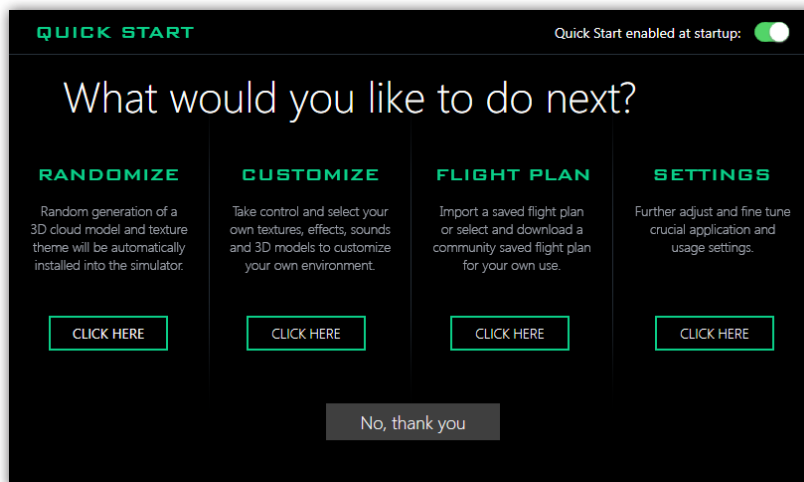 QUICK START
Quick Start enabled at startup:
What would you like to do next?
RANDOMIZE
Random generation of a
3D cloud model and texture
theme will be automatically
installed into the simulator.
CLICK HERE
CUSTOMIZE
Take control and select your
own textures, effects, sounds
and 3D models to customize
your own environment.
CLICK HERE
FLIGHT PLAN
Import a saved flight plan
or select and download a
community saved flight plan
for your own use.
CLICK HERE
SETTINGS
Further adjust and fine tune
crucial application and
usage settings.
CLICK HERE
No, thank you